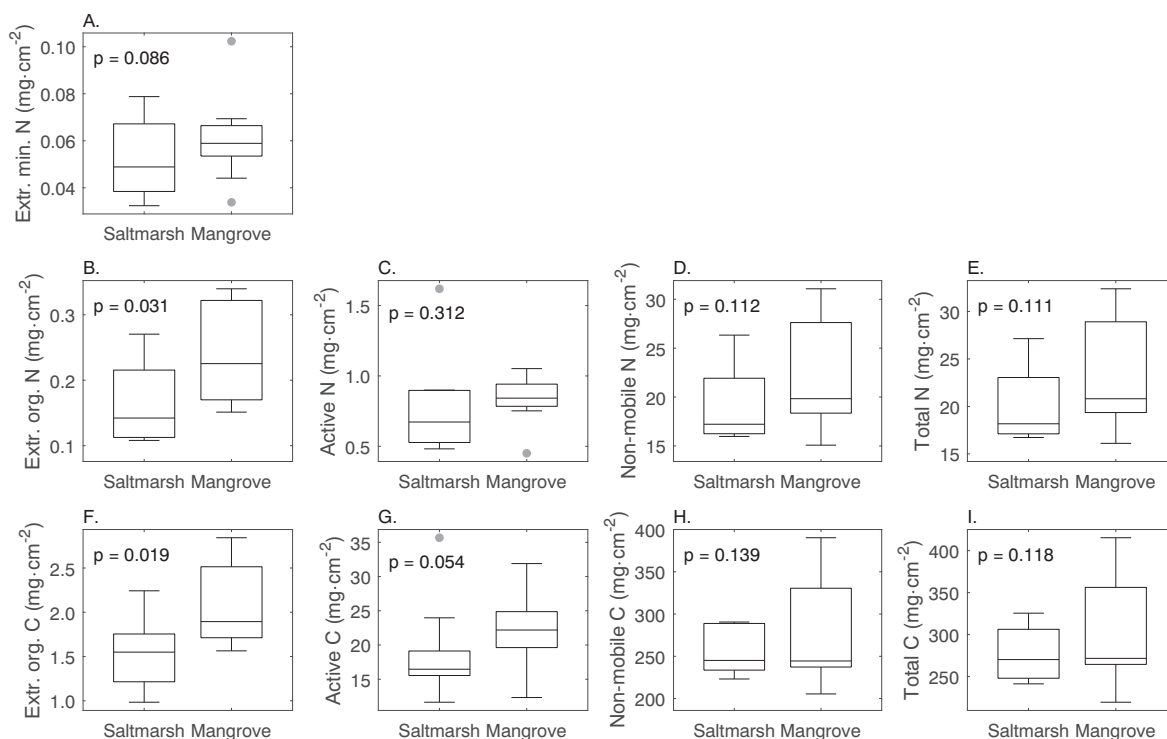 A.
p = 0.086
Extr. min. N (mg·cm-2)
0.10
0.08
0.06
0.04
Saltmarsh Mangrove
B.
p = 0.031
Extr. org. N (mg·cm-2)
0.3
0.2
0.1
Saltmarsh Mangrove
C.
p = 0.312
Active N (mg·cm-2)
1.5
1.0
0.5
Saltmarsh Mangrove
D.
p = 0.112
Non-mobile N (mg·cm-2)
30
25
20
15
Saltmarsh Mangrove
E.
p = 0.111
Total N (mg·cm-2)
30
25
20
15
Saltmarsh Mangrove
F.
p = 0.019
Extr. org. C (mg·cm-2)
2.5
2.0
1.5
1.0
Saltmarsh Mangrove
G.
p = 0.054
Active C (mg·cm-2)
35
30
25
20
15
Saltmarsh Mangrove
H.
p = 0.139
Non-mobile C (mg·cm-2)
400
350
300
250
200
Saltmarsh Mangrove
I.
p = 0.118
Total C (mg·cm-2)
400
350
300
250
Saltmarsh Mangrove